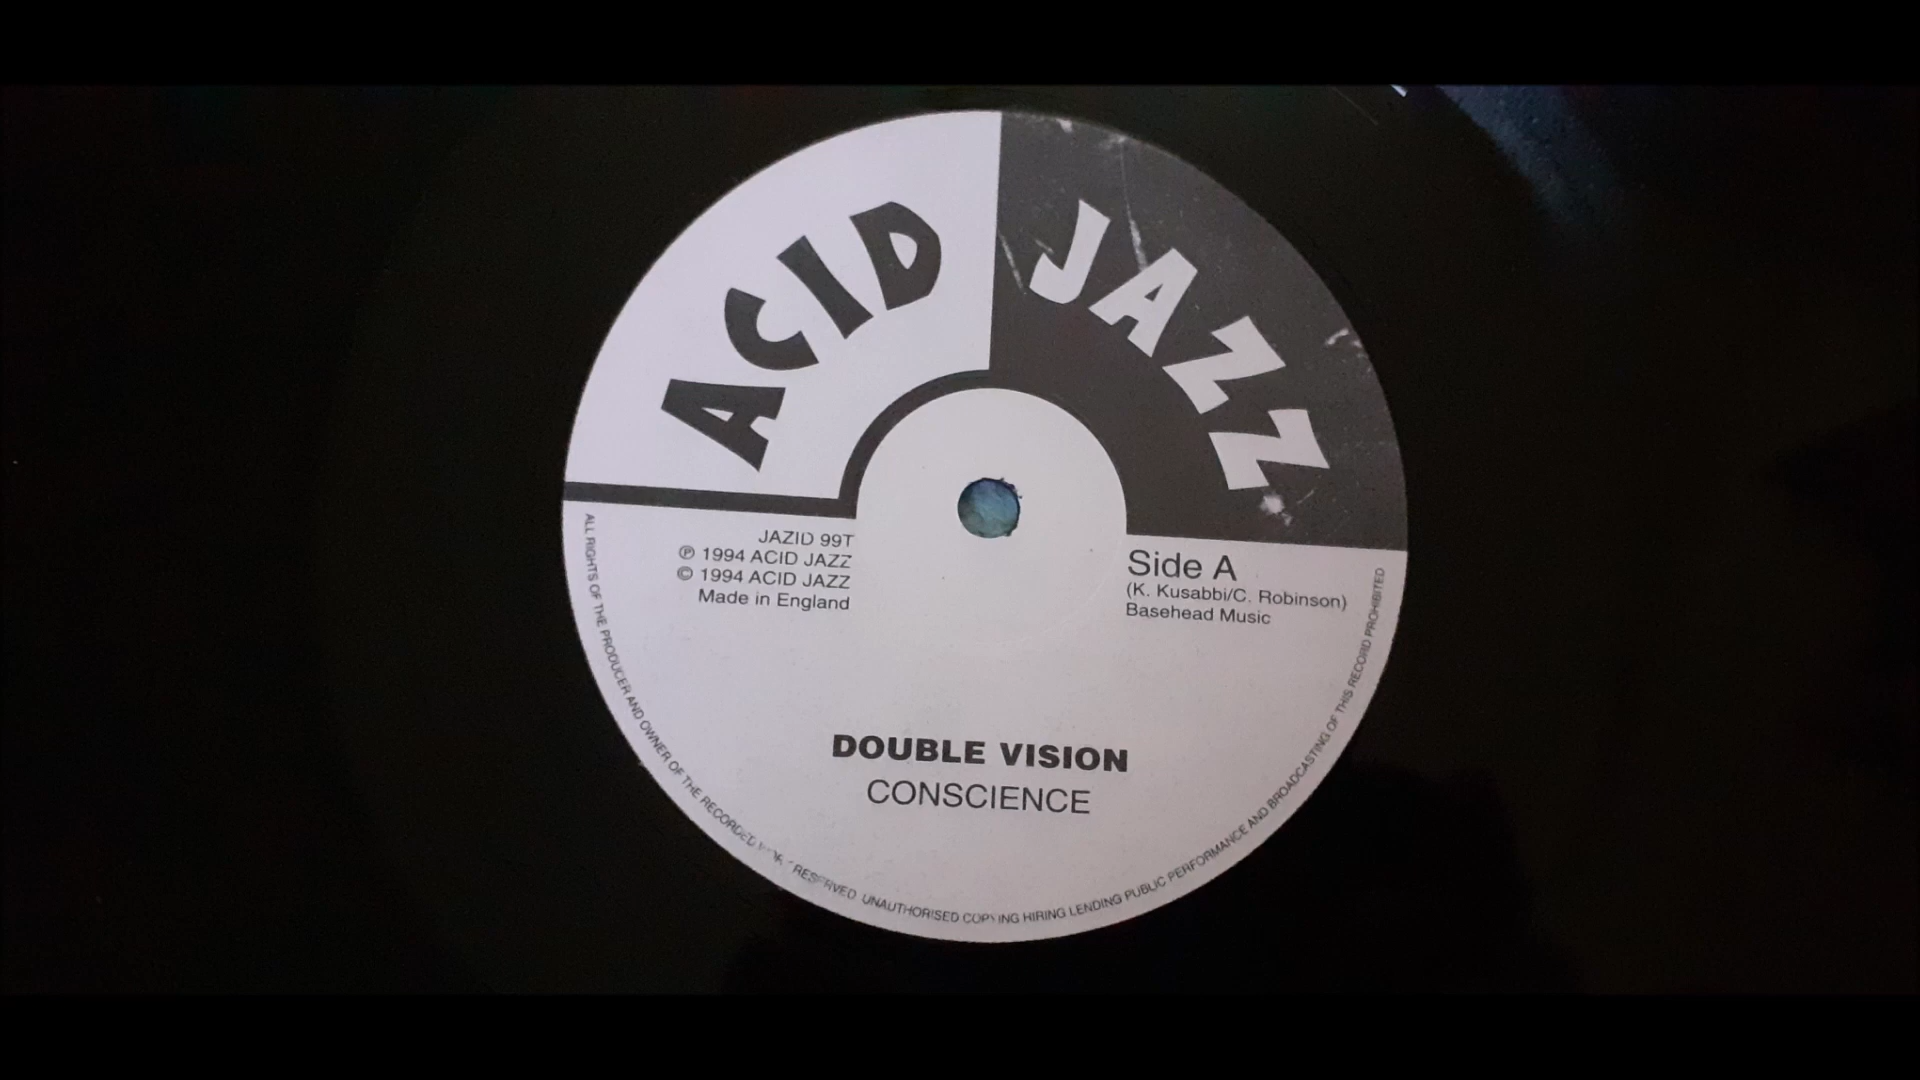 ACID JAZZ
JAZID 99T
℗ 1994 ACID JAZZ
© 1994 ACID JAZZ
Made in England
Side A
(K. Kusabbi/C. Robinson)
Basehead Music
DOUBLE VISION
CONSCIENCE
ALL RIGHTS OF THE PRODUCER AND OWNER OF THE RECORDED RESERVED UNAUTHORISED COPYING HIRING LENDING PUBLIC PERFORMANCE AND BROADCASTING OF THIS RECORD PROHIBITED